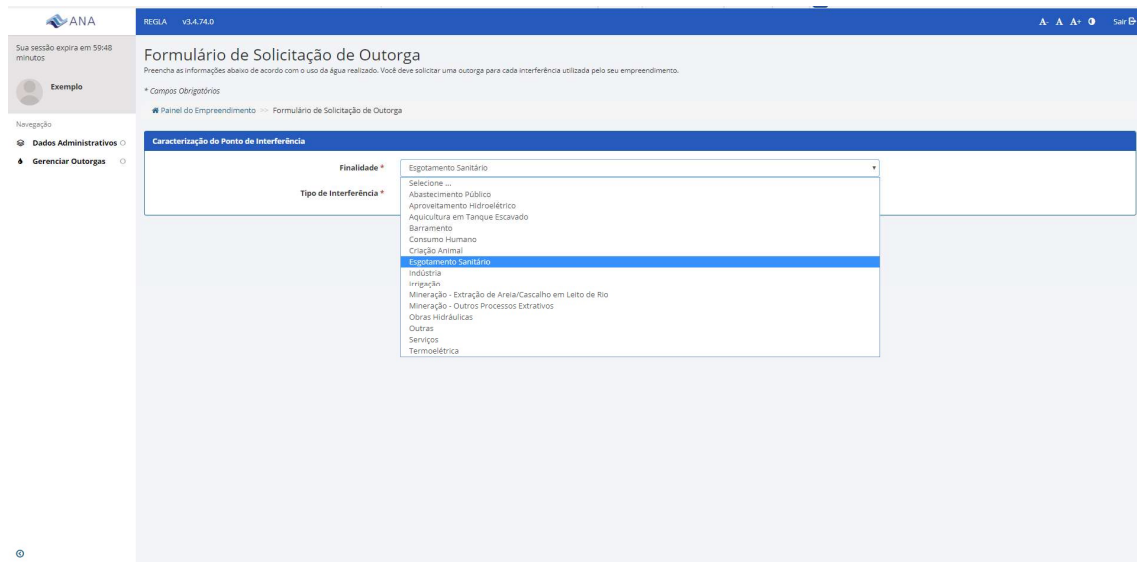 ANA
REGLA v3.4.74.0
A- A A+ Sair
Sua sessão expira em 59:48
minutos
Exemplo
Navegação
Dados Administrativos
Gerenciar Outorgas
Formulário de Solicitação de Outorga
Preencha as informações abaixo de acordo com o uso da água realizado. Você deve solicitar uma outorga para cada interferência utilizada pelo seu empreendimento.
* Campos Obrigatórios
Painel do Empreendimento >> Formulário de Solicitação de Outorga
Caracterização do Ponto de Interferência
Finalidade * Esgotamento Sanitário
Tipo de Interferência *
Selecione ...
Abastecimento Público
Aproveitamento Hidroelétrico
Aquicultura em Tanque Escavado
Barramento
Consumo Humano
Criação Animal
Esgotamento Sanitário
Indústria
Irrigação
Mineração - Extração de Areia/Cascalho em Leito de Rio
Mineração - Outros Processos Extrativos
Obras Hidráulicas
Outras
Serviços
Termoelétrica